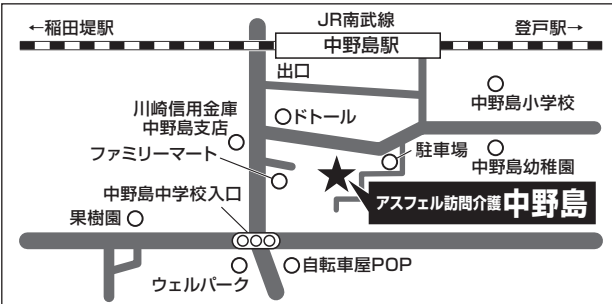 ←稲田堤駅
JR南武線
登戸駅→
中野島駅
出口
中野島小学校
川崎信用金庫
中野島支店
ドトール
ファミリーマート
駐車場
中野島幼稚園
中野島中学校入口
アスフェル訪問介護 中野島
果樹園
ウェルパーク
自転車屋POP